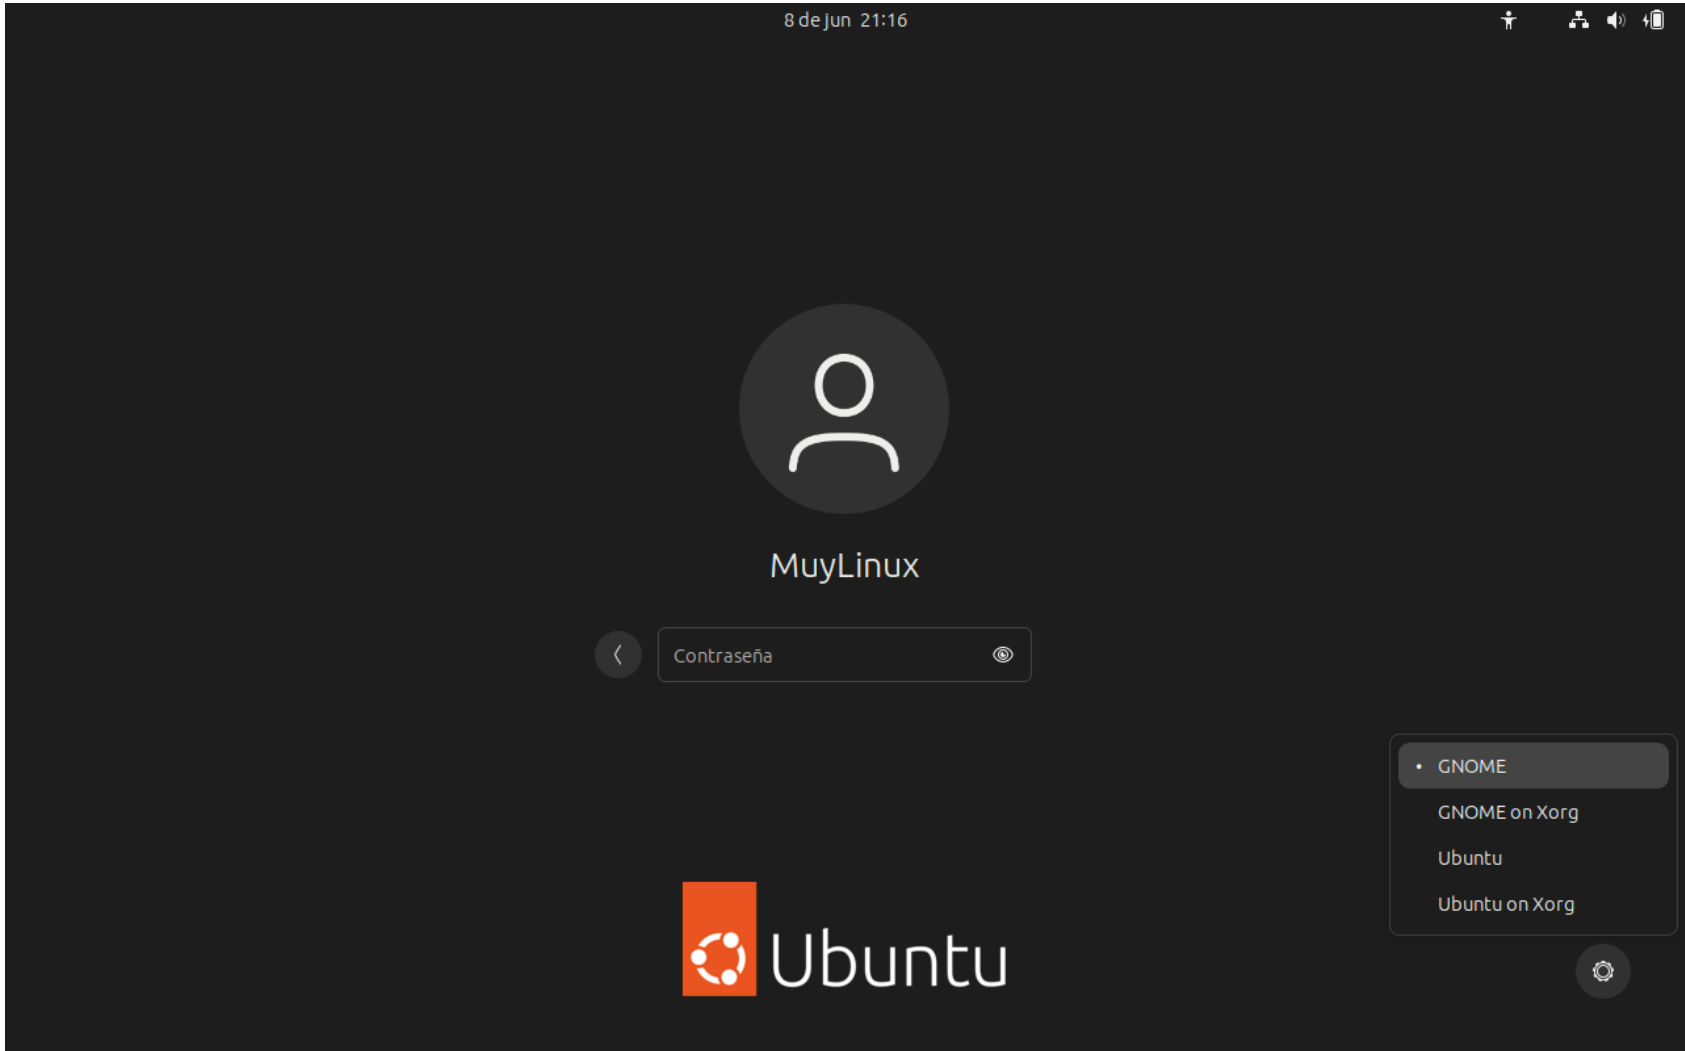 8 de jun 21:16
MuyLinux
Contraseña
GNOME
GNOME on Xorg
Ubuntu
Ubuntu on Xorg
Ubuntu